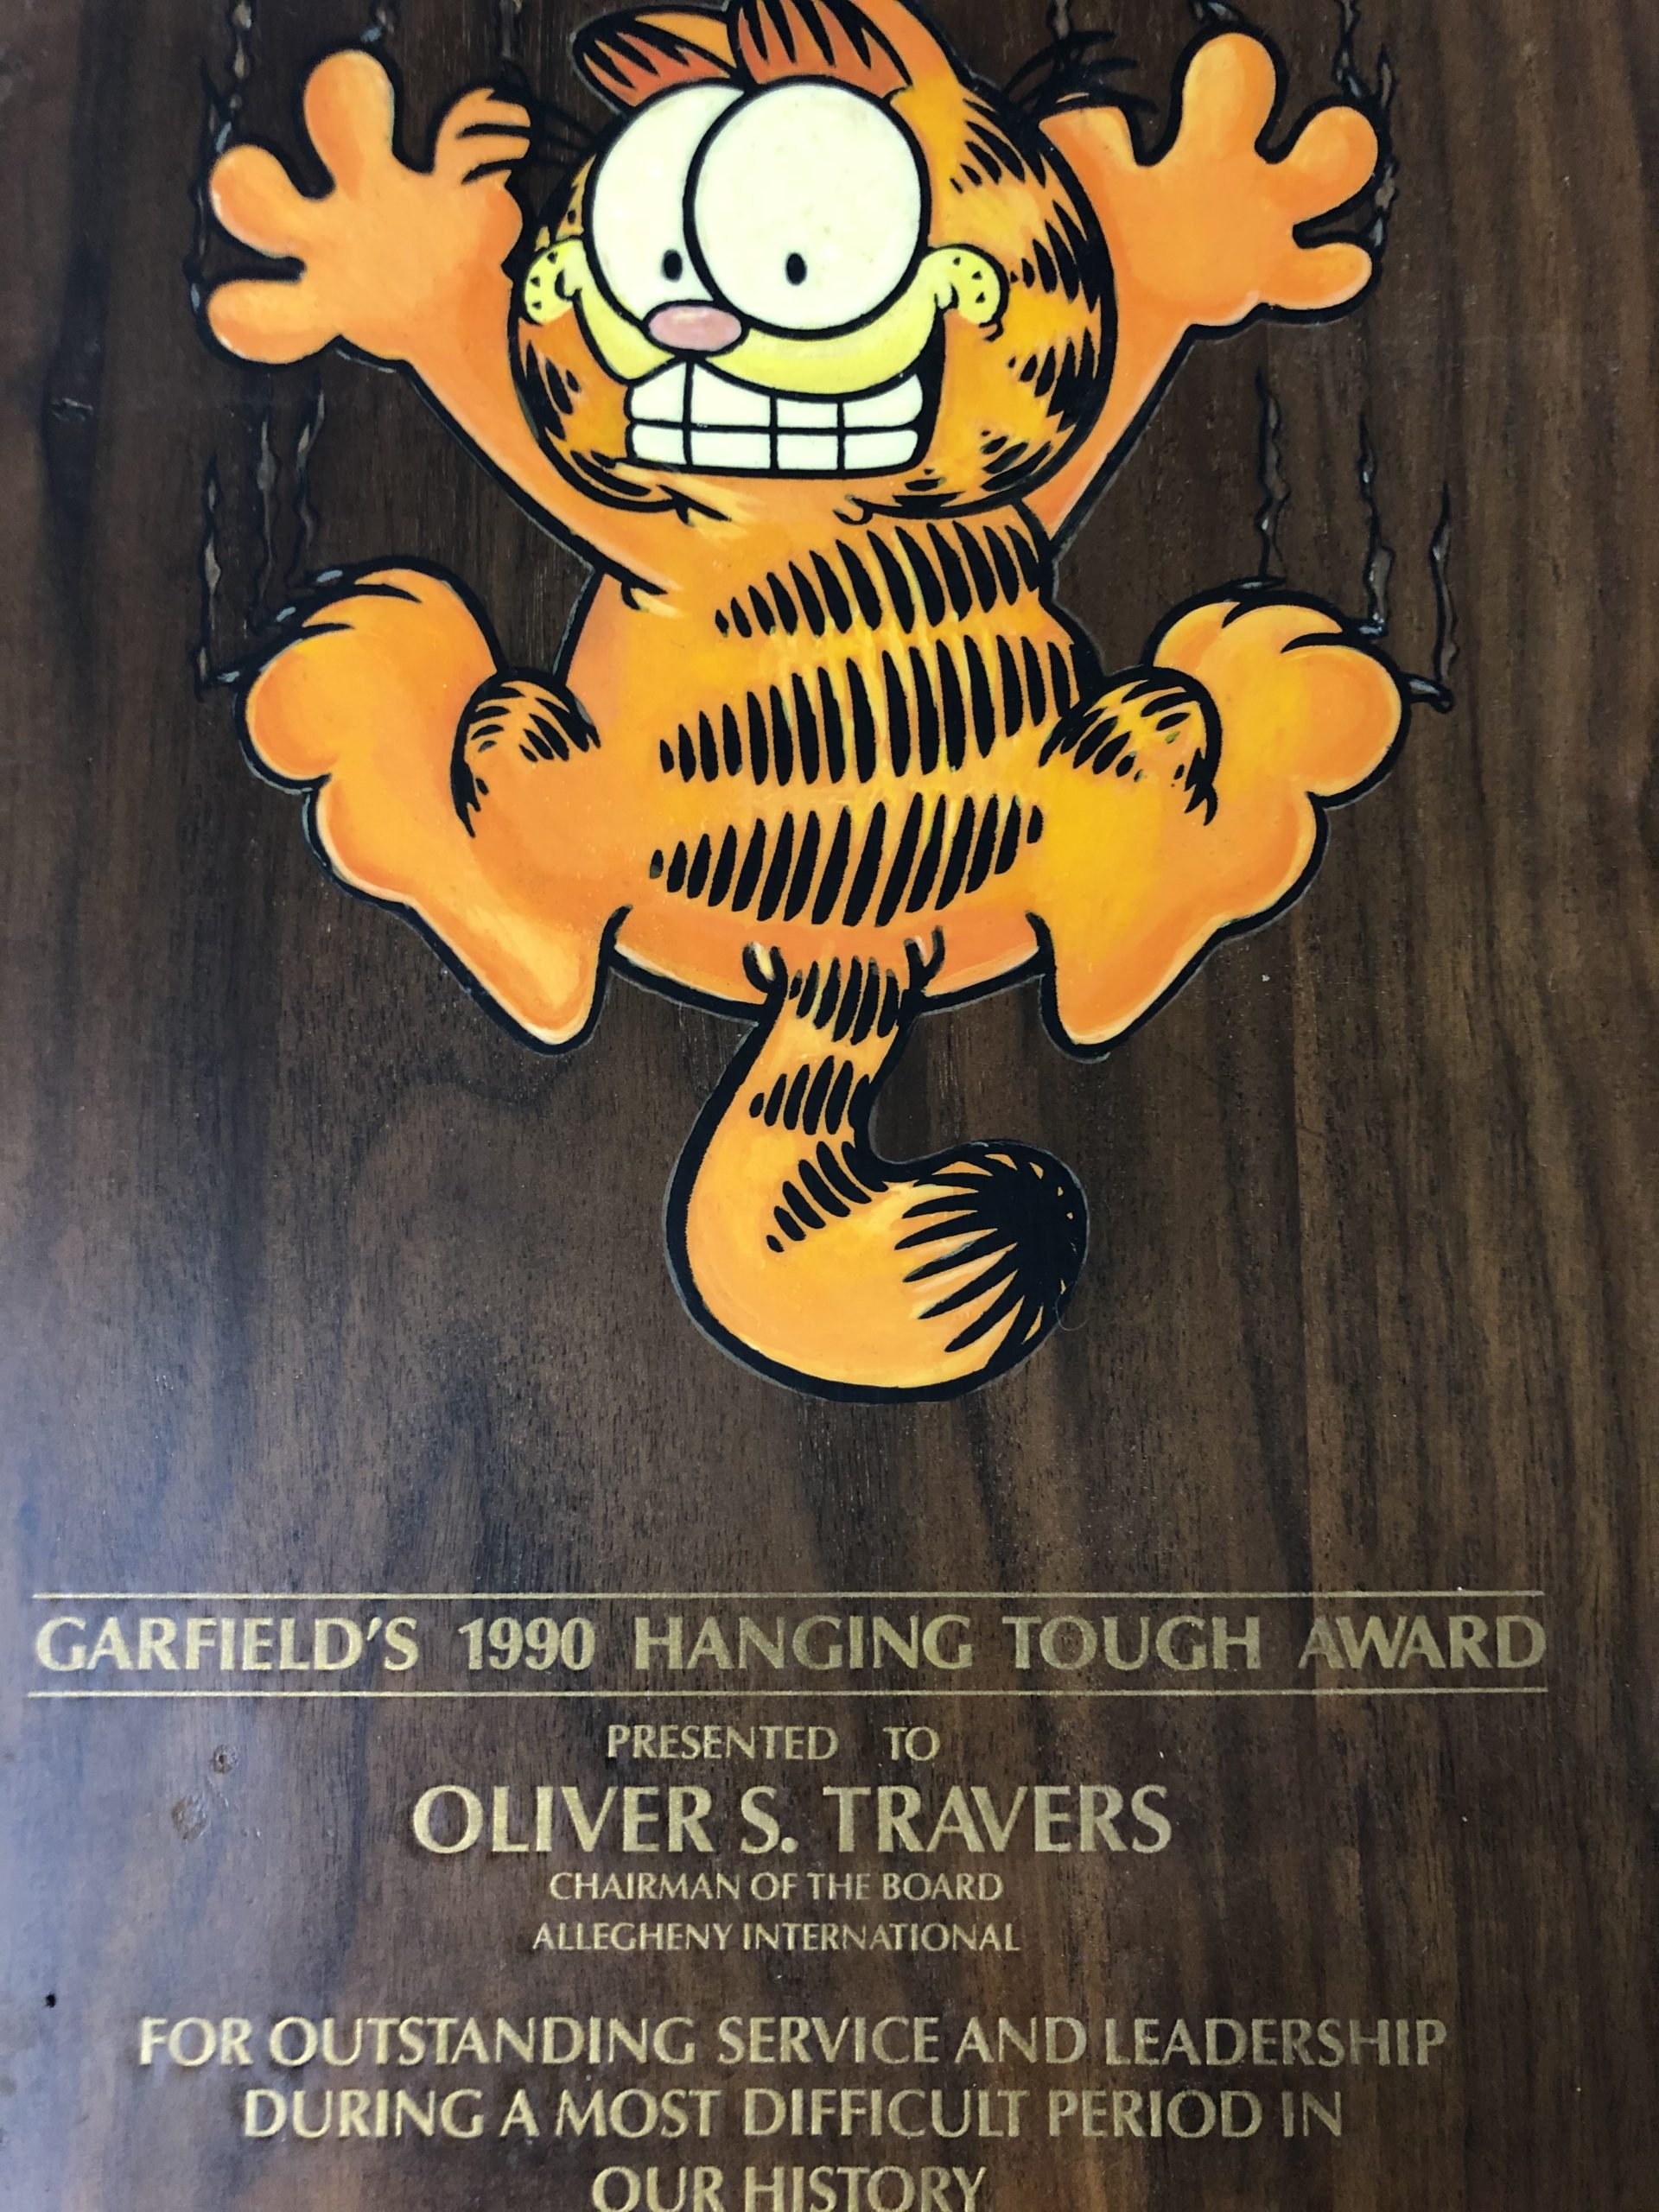 GARFIELD'S 1990 HANGING TOUGH AWARD
PRESENTED TO
OLIVER S. TRAVERS
CHAIRMAN OF THE BOARD
ALLEGHENY INTERNATIONAL
FOR OUTSTANDING SERVICE AND LEADERSHIP
DURING A MOST DIFFICULT PERIOD IN
OUR HISTORY